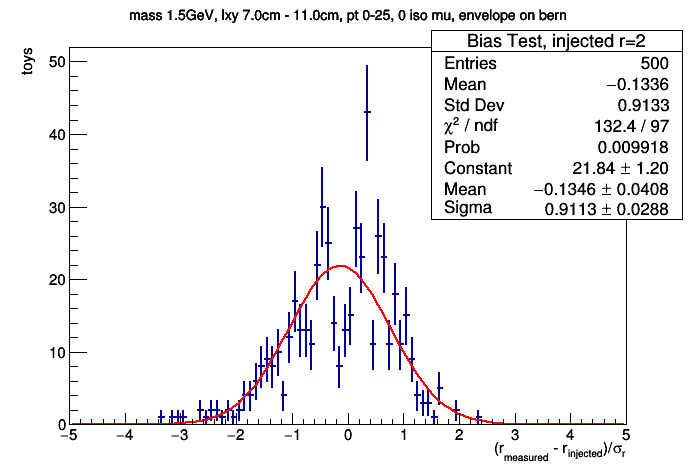 mass 1.5GeV, lxy 7.0cm - 11.0cm, pt 0-25, 0 iso mu, envelope on bern
Bias Test, injected r=2
Entries 500
Mean −0.1336
Std Dev 0.9133
χ² / ndf 132.4 / 97
Prob 0.009918
Constant 21.84 ± 1.20
Mean −0.1346 ± 0.0408
Sigma 0.9113 ± 0.0288
toys
50
40
30
20
10
0
−5 −4 −3 −2 −1 0 1 2 3 4 5
(r_measured - r_injected)/σ_r